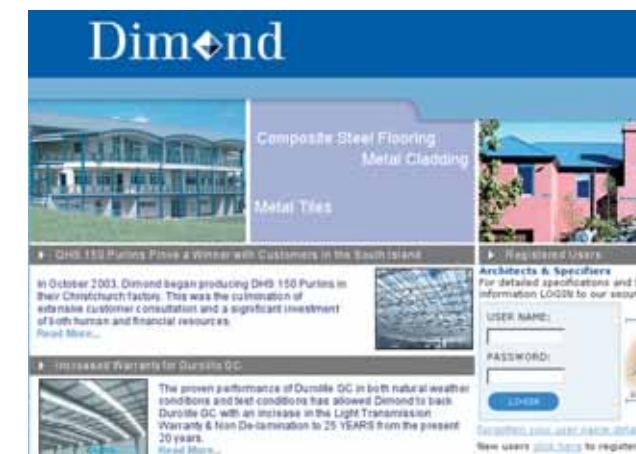 Dimond
Composite Steel Flooring
Metal Cladding
Metal Tiles
DHS 150 Purlins Prove a Winner with Customers in the South Island
In October 2003, Dimond began producing DHS 150 Purlins in
their Christchurch factory. This was the culmination of
extensive customer consultation and a significant investment
of both human and financial resources.
Read More...
Increased Warranty for Durolite GC
The proven performance of Durolite GC in both natural weather
conditions and test conditions has allowed Dimond to back
Durolite GC with an increase in the Light Transmission
Warranty & Non De-lamination to 25 YEARS from the present
20 years.
Read More...
Registered Users
Architects & Specifiers
For detailed specifications and
information LOGIN to our
USER NAME:
PASSWORD:
LOGIN
Forgotten your user name
New users click here to register